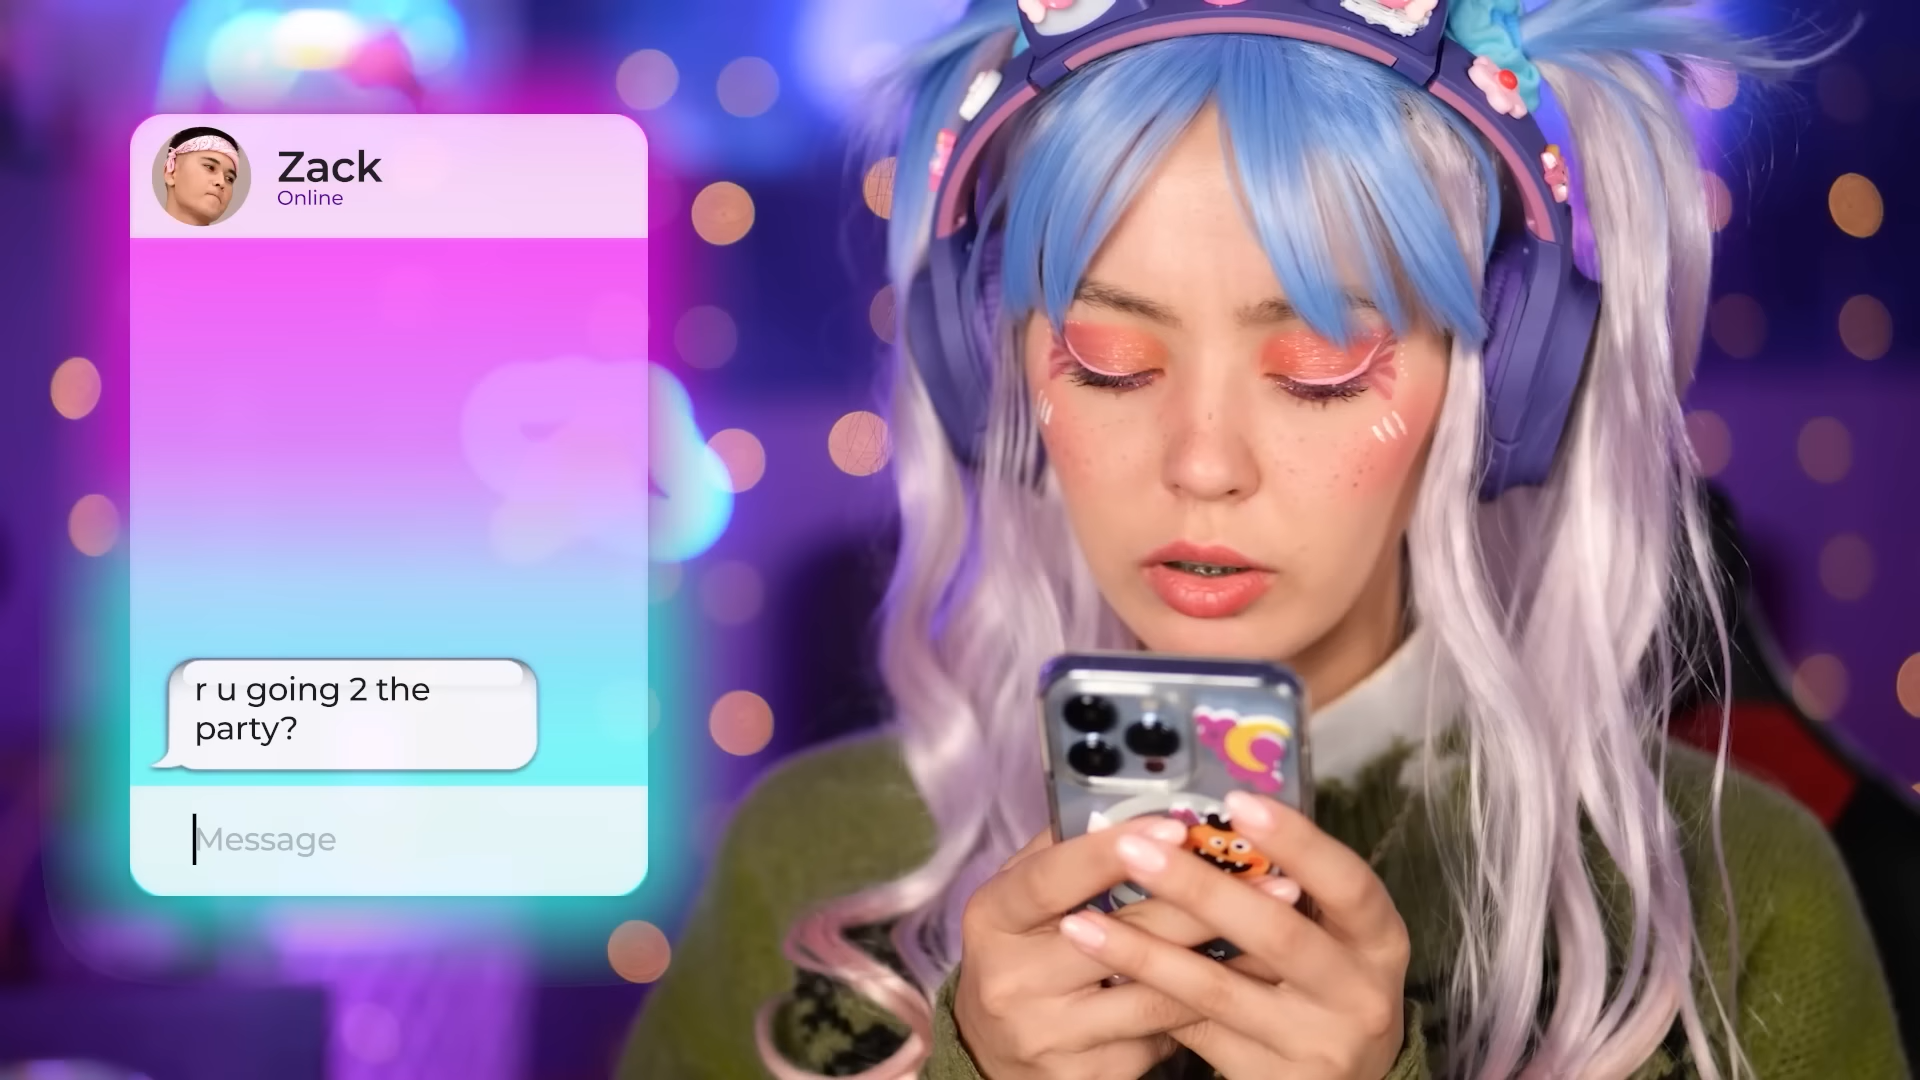 Zack
Online
r u going 2 the
party?
Message